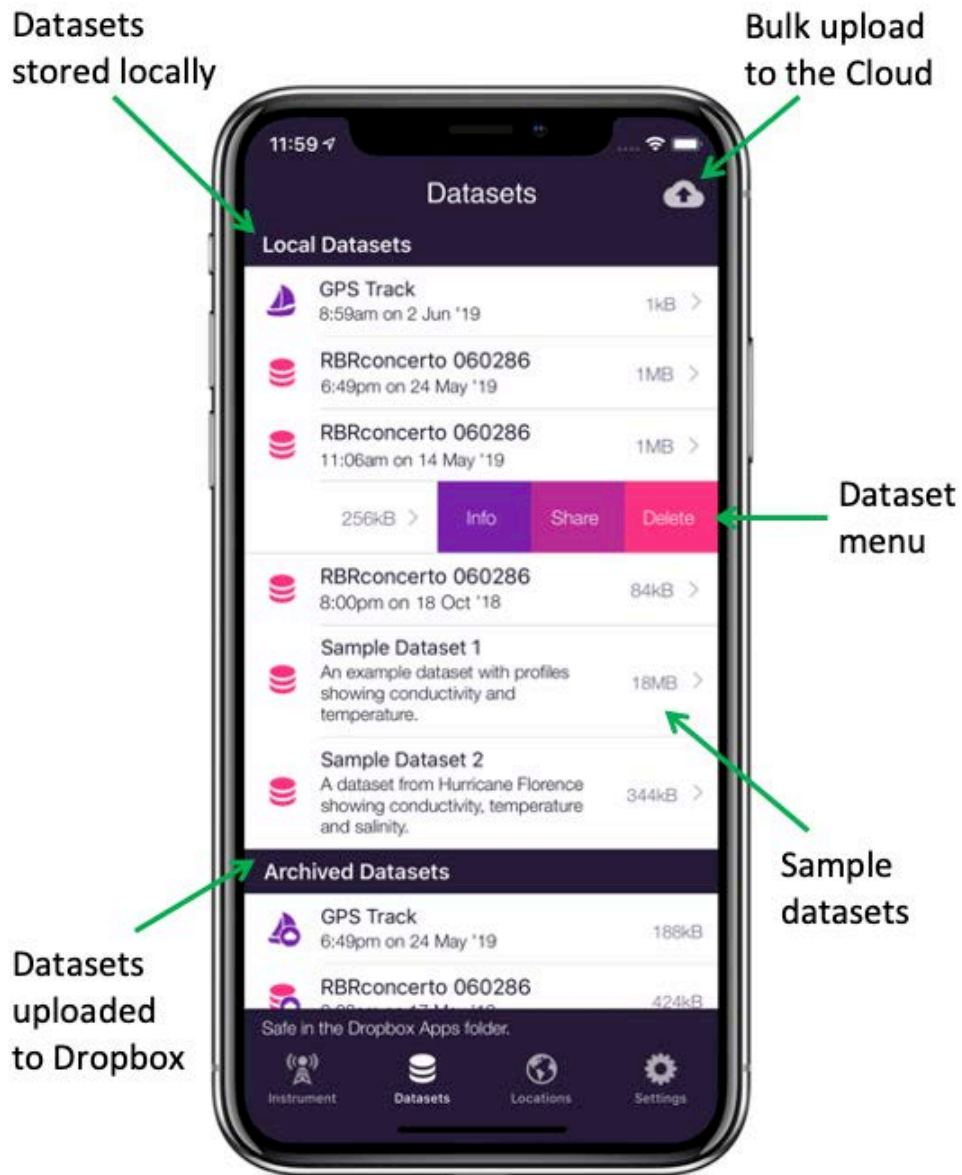 Datasets
stored locally
Bulk upload
to the Cloud
11:59
Datasets
Local Datasets
GPS Track
8:59am on 2 Jun '19
1kB
RBRconcerto 060286
6:49pm on 24 May '19
1MB
RBRconcerto 060286
11:06am on 14 May '19
1MB
256kB
Info
Share
Delete
Dataset
menu
RBRconcerto 060286
8:00pm on 18 Oct '18
84kB
Sample Dataset 1
An example dataset with profiles
showing conductivity and
temperature.
18MB
Sample Dataset 2
A dataset from Hurricane Florence
showing conductivity, temperature
and salinity.
344kB
Sample
datasets
Archived Datasets
GPS Track
6:49pm on 24 May '19
188kB
Datasets
uploaded
to Dropbox
RBRconcerto 060286
424kB
Safe in the Dropbox Apps folder.
Instrument
Datasets
Locations
Settings